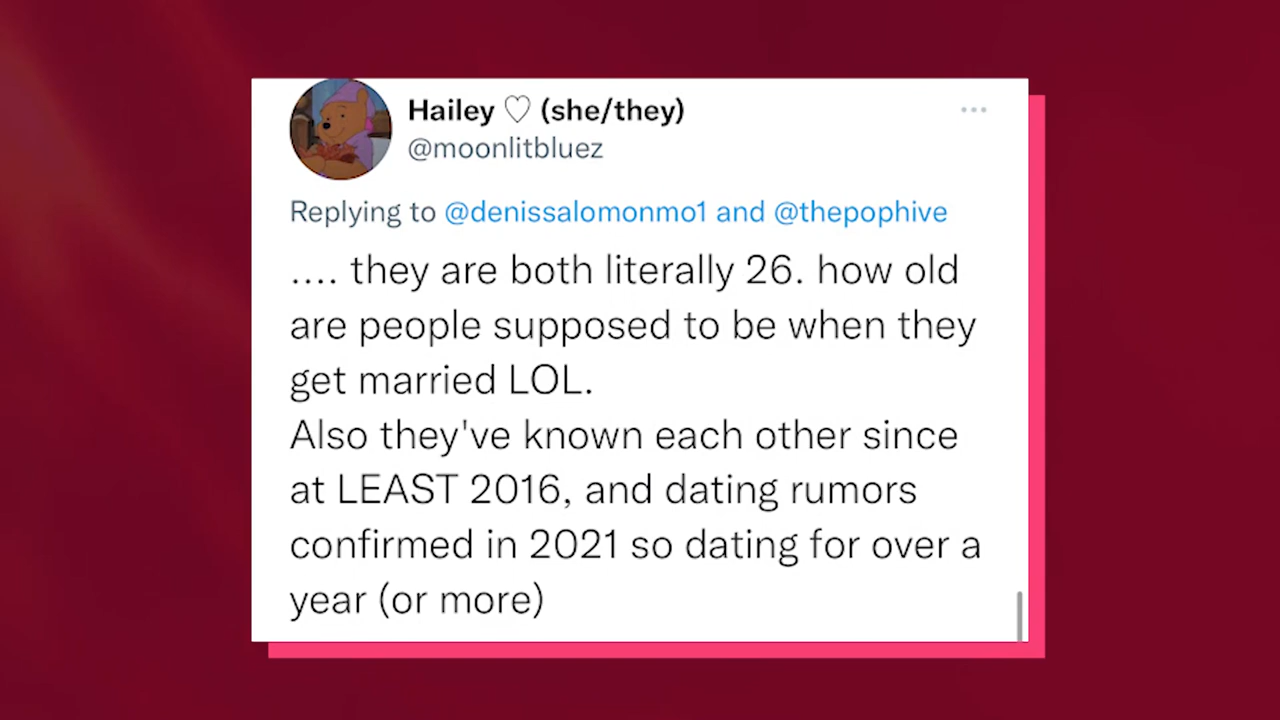 Hailey ♡ (she/they)
@moonlitbluez
Replying to @denissalomonmo1 and @thepophive
.... they are both literally 26. how old
are people supposed to be when they
get married LOL.
Also they've known each other since
at LEAST 2016, and dating rumors
confirmed in 2021 so dating for over a
year (or more)